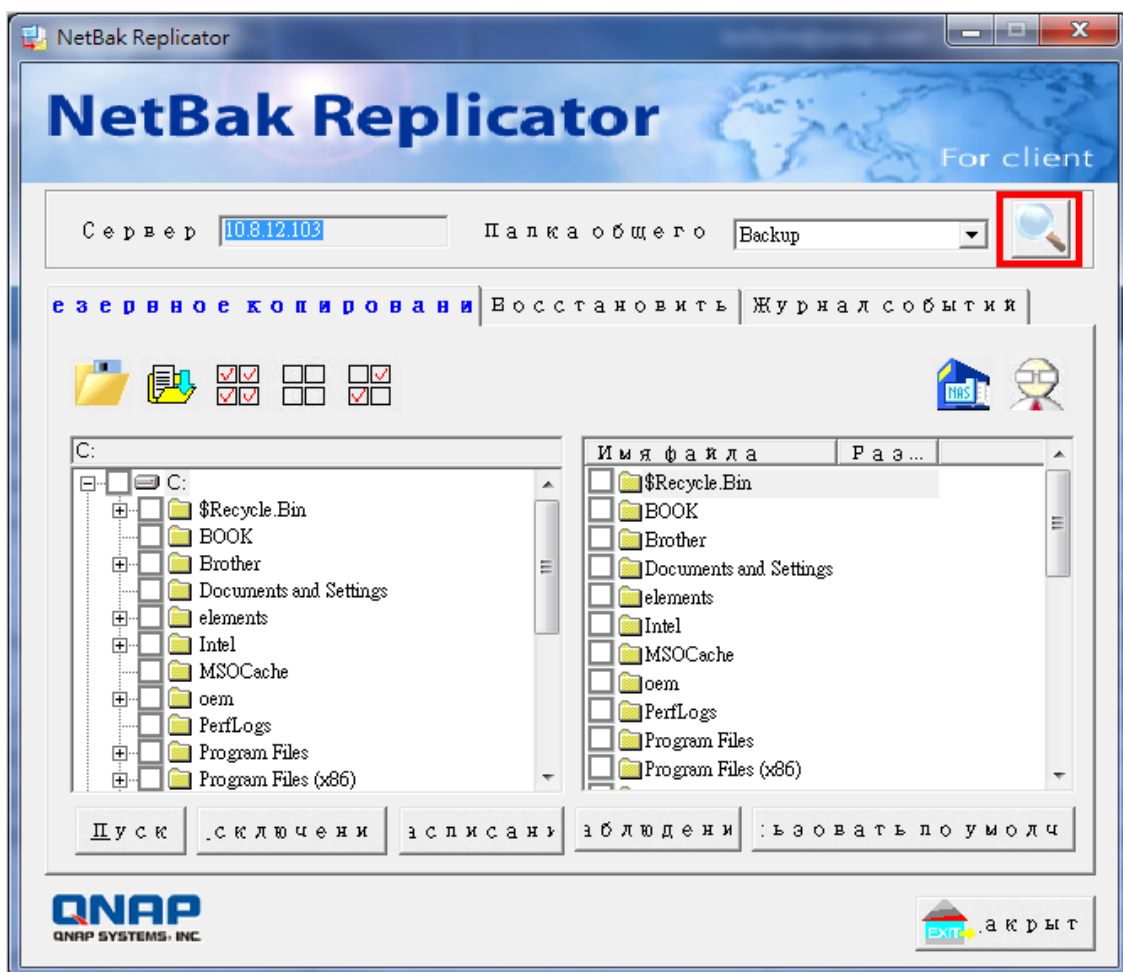 NetBak Replicator
NetBak Replicator
For client
Сервер 10.8.12.103 Папка общего Backup
езервное копировани Восстановить Журнал событий
NAS
C:
C:
$Recycle.Bin
BOOK
Brother
Documents and Settings
elements
Intel
MSOCache
oem
PerfLogs
Program Files
Program Files (x86)
Имя файла Раз...
$Recycle.Bin
BOOK
Brother
Documents and Settings
elements
Intel
MSOCache
oem
PerfLogs
Program Files
Program Files (x86)
Пуск сключени асписани аблюдени ьзовать по умолч
QNAP
QNAP SYSTEMS, INC.
EXIT акрыт